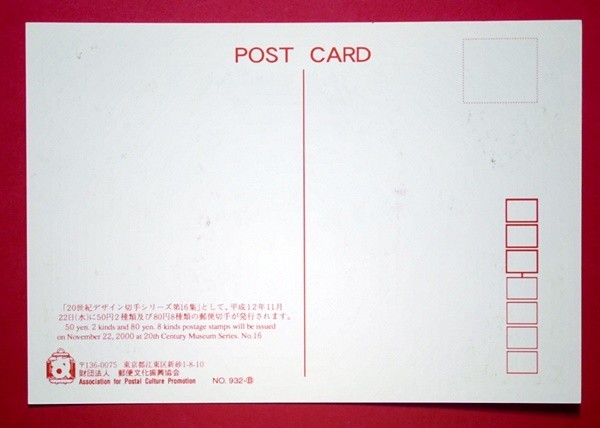 POST CARD
「20世紀デザイン切手シリーズ第16集」として、平成12年11月
22日(水)に50円2種類及び80円8種類の郵便切手が発行されます。
50 yen. 2 kinds and 80 yen. 8 kinds postage stamps will be issued
on November 22, 2000 at 20th Century Museum Series. No.16
〒136-0075 東京都江東区新砂1-8-10
財団法人 郵便文化振興協会
Association for Postal Culture Promotion NO. 932-Ⅲ